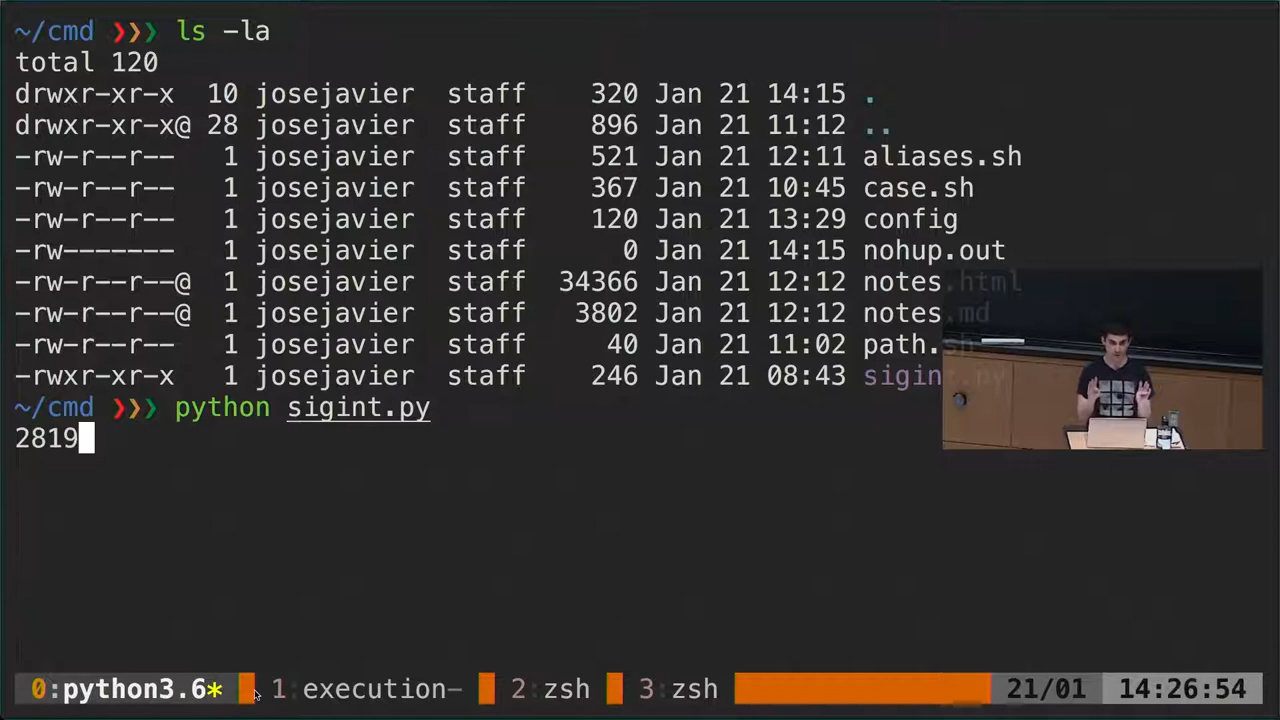 ~/cmd ❯❯❯ ls -la
total 120
drwxr-xr-x 10 josejavier staff 320 Jan 21 14:15 .
drwxr-xr-x@ 28 josejavier staff 896 Jan 21 11:12 ..
-rw-r--r-- 1 josejavier staff 521 Jan 21 12:11 aliases.sh
-rw-r--r-- 1 josejavier staff 367 Jan 21 10:45 case.sh
-rw-r--r-- 1 josejavier staff 120 Jan 21 13:29 config
-rw------- 1 josejavier staff 0 Jan 21 14:15 nohup.out
-rw-r--r--@ 1 josejavier staff 34366 Jan 21 12:12 notes.html
-rw-r--r--@ 1 josejavier staff 3802 Jan 21 12:12 notes.md
-rw-r--r-- 1 josejavier staff 40 Jan 21 11:02 path.sh
-rwxr-xr-x 1 josejavier staff 246 Jan 21 08:43 sigint.py
~/cmd ❯❯❯ python sigint.py
2819
0:python3.6* 1:execution- 2:zsh 3:zsh 21/01 14:26:54